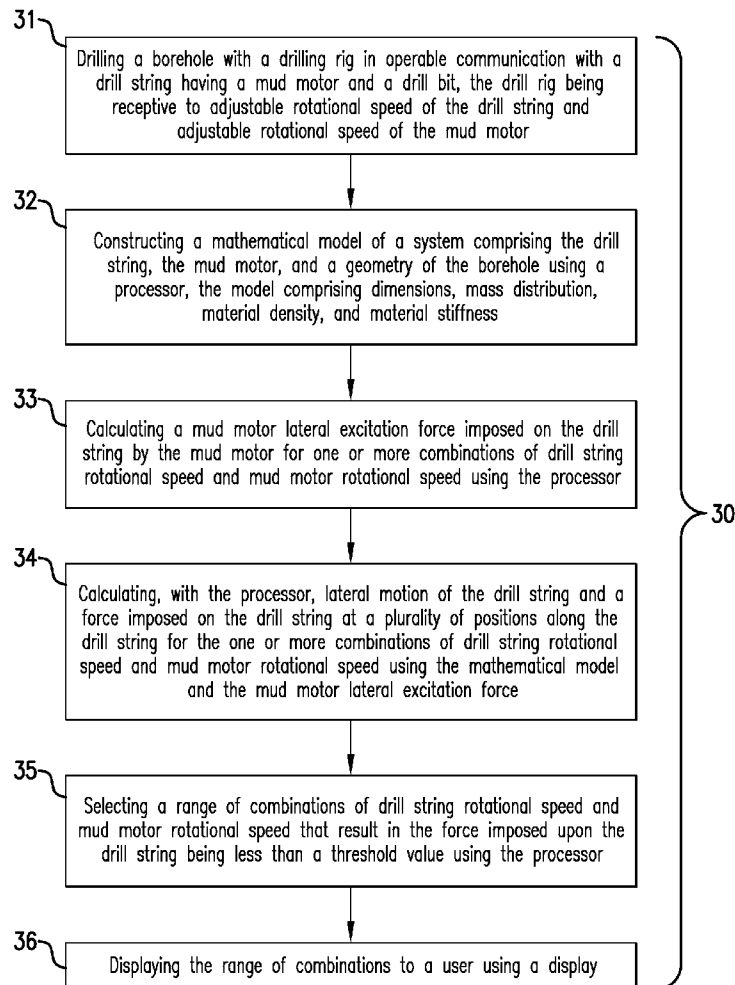 31
Drilling a borehole with a drilling rig in operable communication with a
drill string having a mud motor and a drill bit, the drill rig being
receptive to adjustable rotational speed of the drill string and
adjustable rotational speed of the mud motor
32
Constructing a mathematical model of a system comprising the drill
string, the mud motor, and a geometry of the borehole using a
processor, the model comprising dimensions, mass distribution,
material density, and material stiffness
33
Calculating a mud motor lateral excitation force imposed on the drill
string by the mud motor for one or more combinations of drill string
rotational speed and mud motor rotational speed using the processor
30
34
Calculating, with the processor, lateral motion of the drill string and a
force imposed on the drill string at a plurality of positions along the
drill string for the one or more combinations of drill string rotational
speed and mud motor rotational speed using the mathematical model
and the mud motor lateral excitation force
35
Selecting a range of combinations of drill string rotational speed and
mud motor rotational speed that result in the force imposed upon the
drill string being less than a threshold value using the processor
36
Displaying the range of combinations to a user using a display